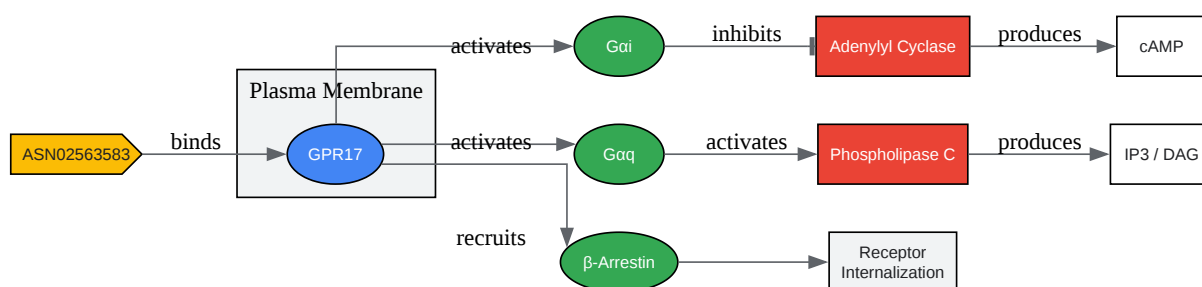 activates
Gαi
inhibits
Adenylyl Cyclase
produces
cAMP
Plasma Membrane
ASN02563583
binds
GPR17
activates
Gαq
activates
Phospholipase C
produces
IP3 / DAG
recruits
β-Arrestin
Receptor
Internalization